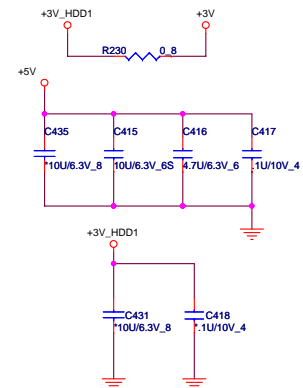 +3V_HDD1 +3V
R230 0_8
+5V
C435 C415 C416 C417
*10U/6.3V_8 10U/6.3V_6S 4.7U/6.3V_6 .1U/10V_4
+3V_HDD1
C431 C418
*10U/6.3V_8 *.1U/10V_4